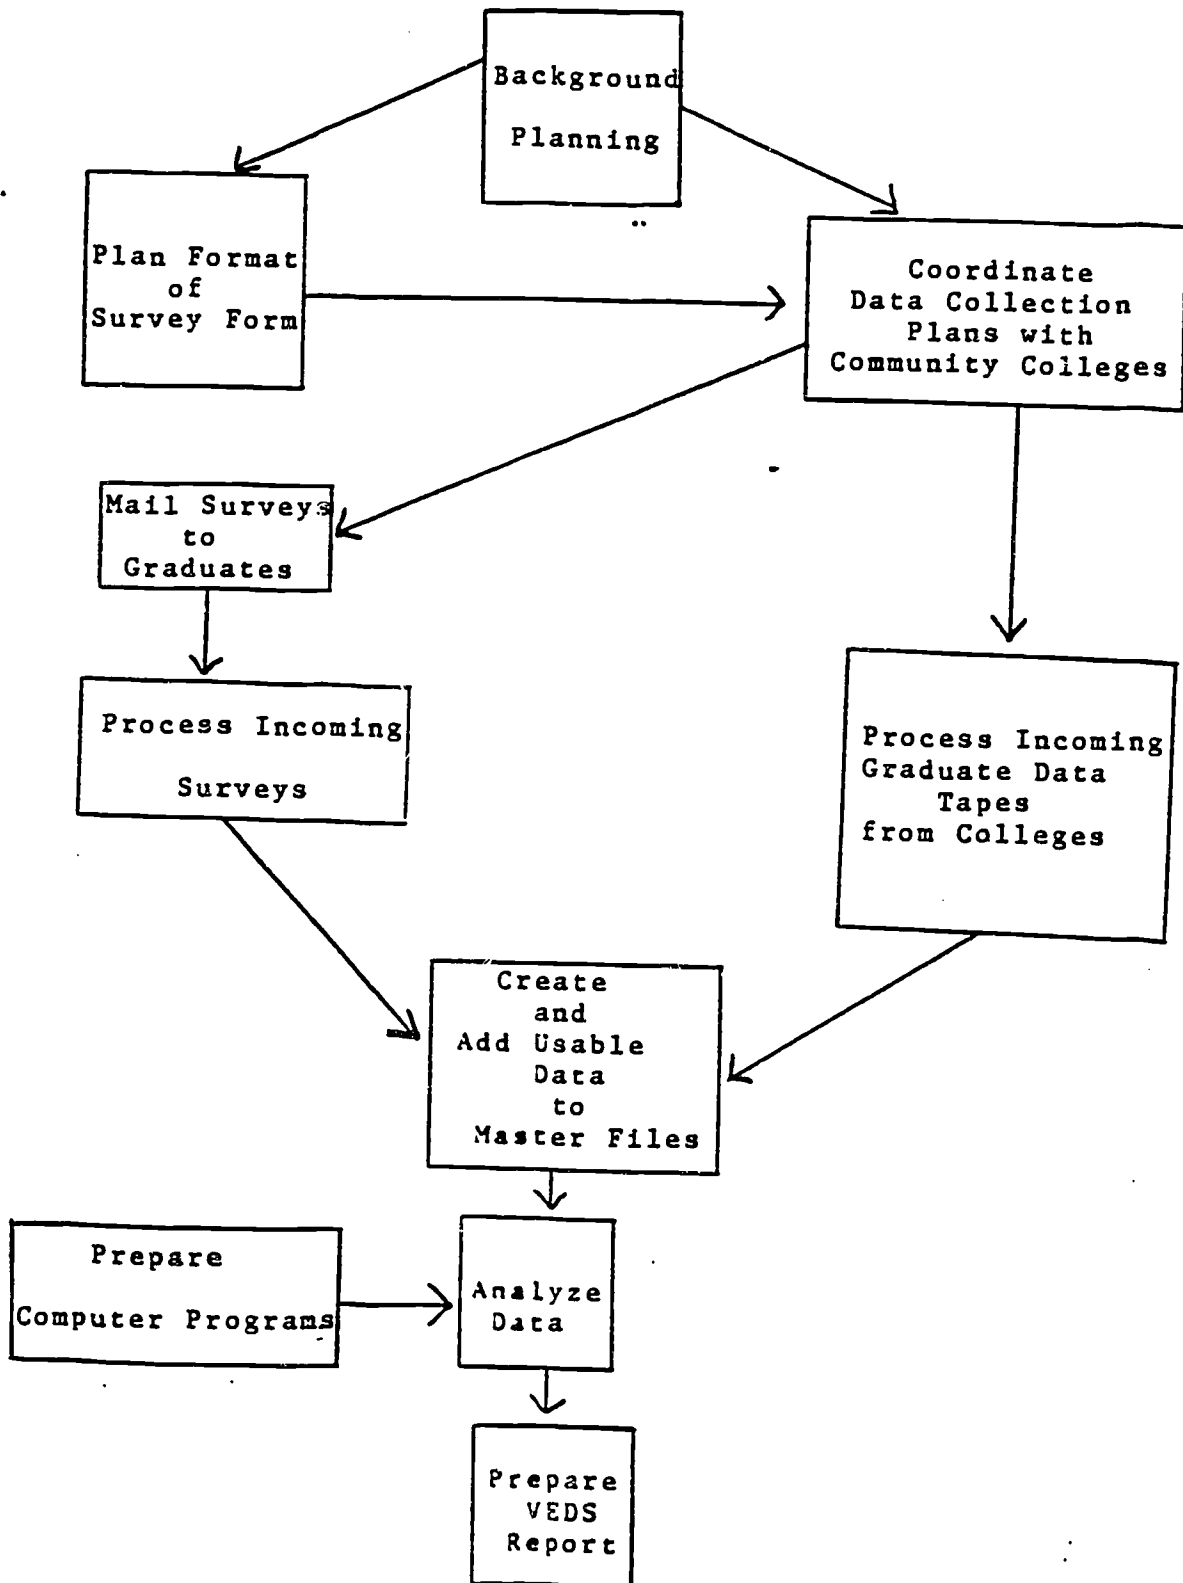 Background
Planning
Plan Format
of
Survey Form
Coordinate
Data Collection
Plans with
Community Colleges
Mail Surveys
to
Graduates
Process Incoming
Surveys
Process Incoming
Graduate Data
Tapes
from Colleges
Create
and
Add Usable
Data
to
Master Files
Prepare
Computer Programs
Analyze
Data
Prepare
VEDS
Report